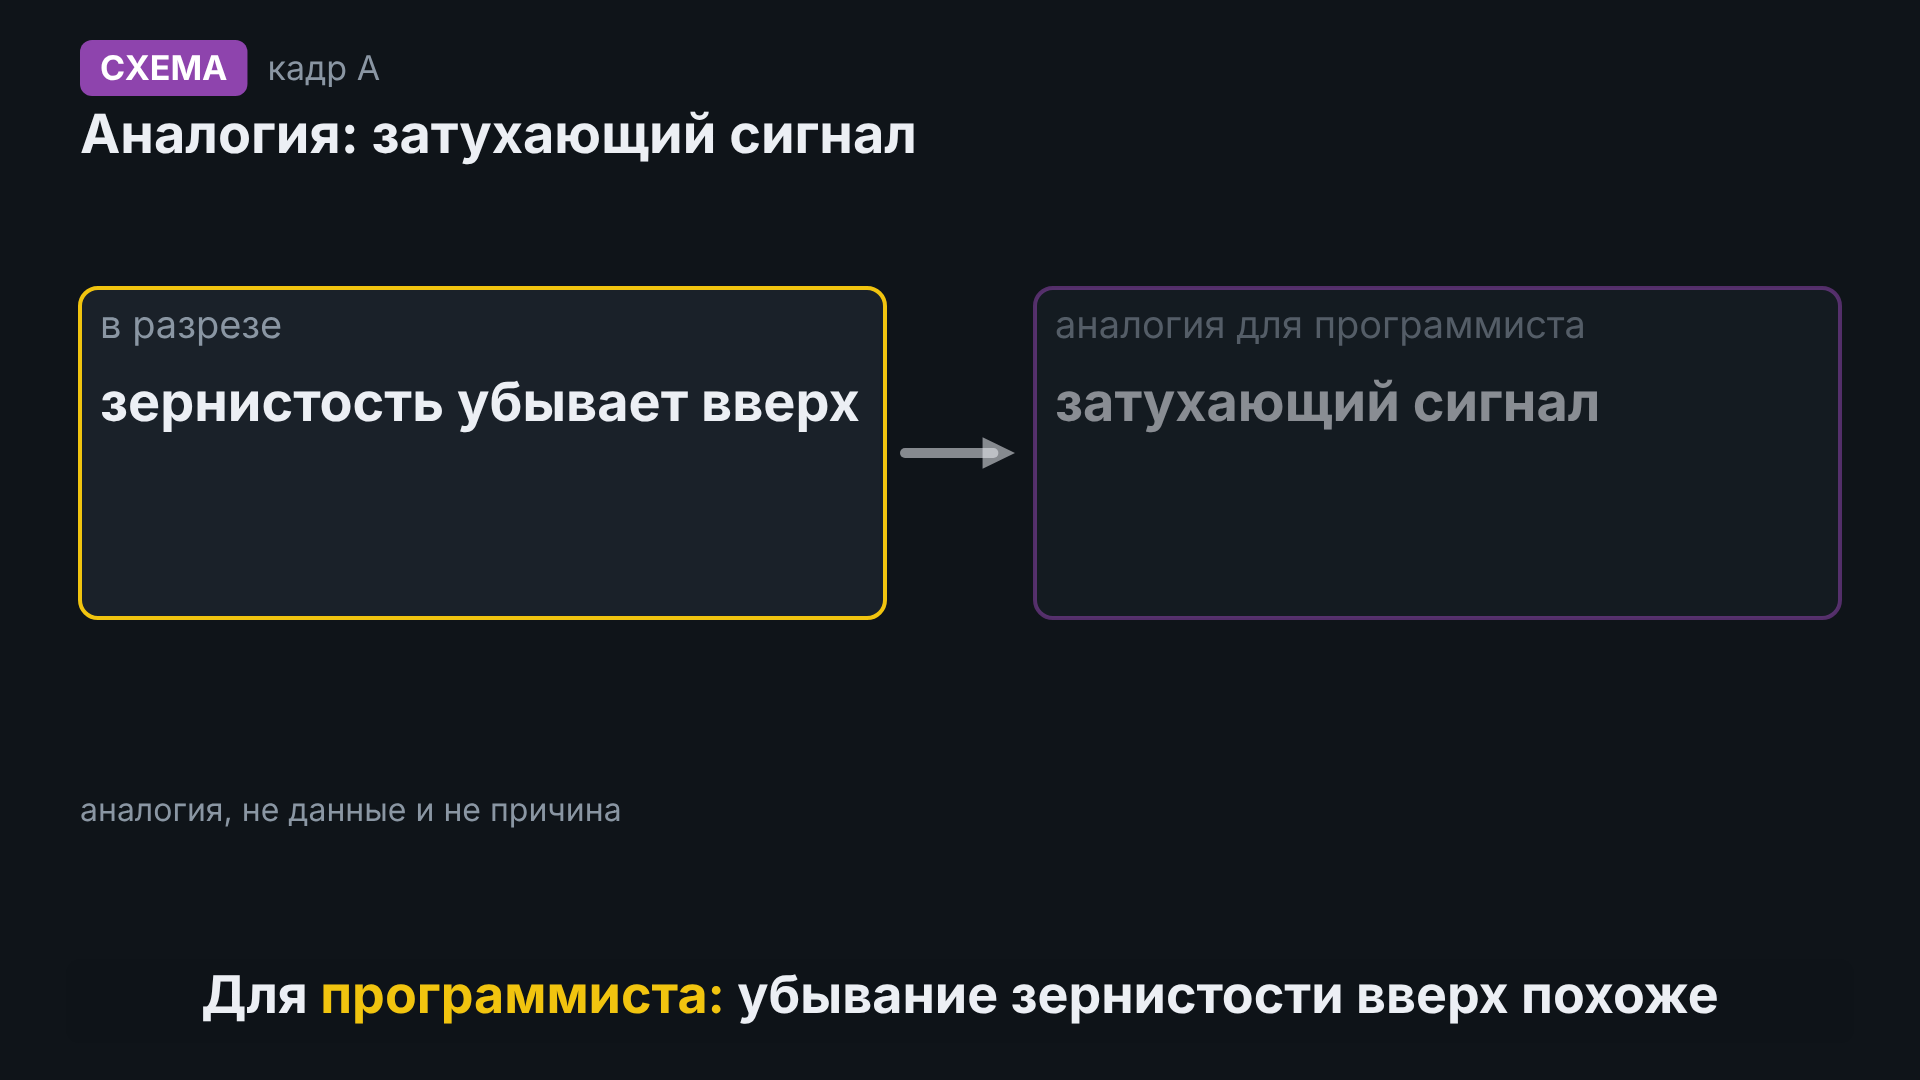 СХЕМА кадр А
Аналогия: затухающий сигнал
в разрезе
зернистость убывает вверх
аналогия для программиста
затухающий сигнал
аналогия, не данные и не причина
Для программиста: убывание зернистости вверх похоже